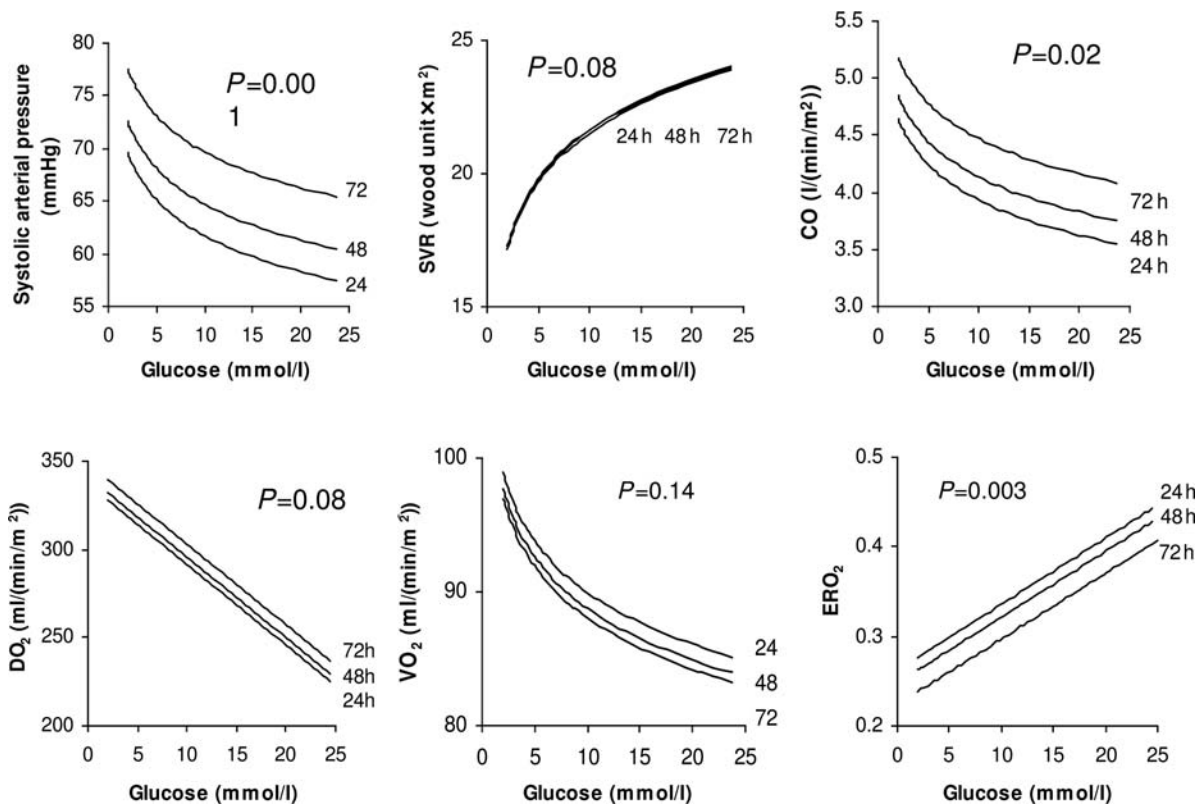 80
75
70
65
60
55
Systolic arterial pressure
(mmHg)
P=0.00
1
72
48
24
0 5 10 15 20 25
Glucose (mmol/l)
25
20
15
SVR (wood unit×m²)
P=0.08
24 h 48 h 72 h
0 5 10 15 20 25
Glucose (mmol/l)
5.5
5.0
4.5
4.0
3.5
3.0
CO (l/(min/m²))
P=0.02
72 h
48 h
24 h
0 5 10 15 20 25
Glucose (mmol/l)
350
300
250
200
DO₂ (ml/(min/m²))
P=0.08
72h
48h
24h
0 5 10 15 20 25
Glucose (mmol/l)
100
90
80
VO₂ (ml/(min/m²))
P=0.14
24
48
72
0 5 10 15 20 25
Glucose (mmol/l)
0.5
0.4
0.3
0.2
ERO₂
P=0.003
24h
48h
72h
0 5 10 15 20 25
Glucose (mmol/l)